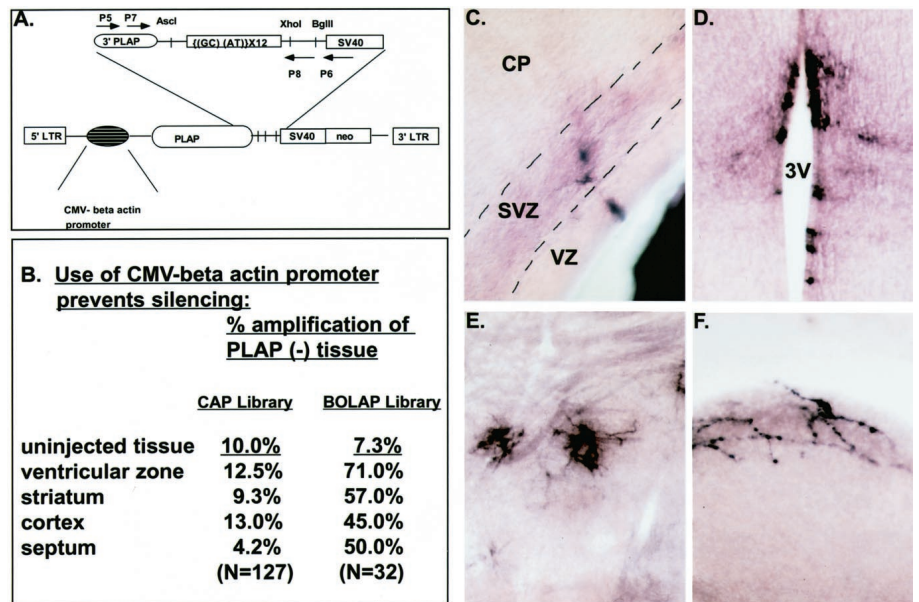 A.
P5 P7
AscI
XhoI BglII
3' PLAP
{(GC) (AT)}X12
SV40
P8 P6
5' LTR
PLAP
SV40 neo
3' LTR
CMV- beta actin
promoter
B. Use of CMV-beta actin promoter
prevents silencing:
% amplification of
PLAP (-) tissue
CAP Library BOLAP Library
uninjected tissue 10.0% 7.3%
ventricular zone 12.5% 71.0%
striatum 9.3% 57.0%
cortex 13.0% 45.0%
septum 4.2% 50.0%
(N=127) (N=32)
C.
CP
SVZ
VZ
D.
3V
E.
F.